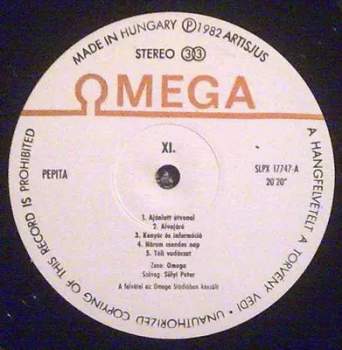 MADE IN HUNGARY Ⓟ 1982 ARTISJUS
STEREO 33
ΩMEGA
XI.
PEPITA
SLPX 17747-A
20'20"
1. Ajánlott útvonal
2. Alvajáró
3. Kenyér és információ
4. Három csendes nap
5. Téli vadászat
Zene: Omega
Szöveg: Sülyi Péter
A felvétel az Omega Stúdióban készült
A HANGFELVÉTELT A TÖRVÉNY VÉDI • UNAUTHORIZED COPYING OF THIS RECORD IS PROHIBITED